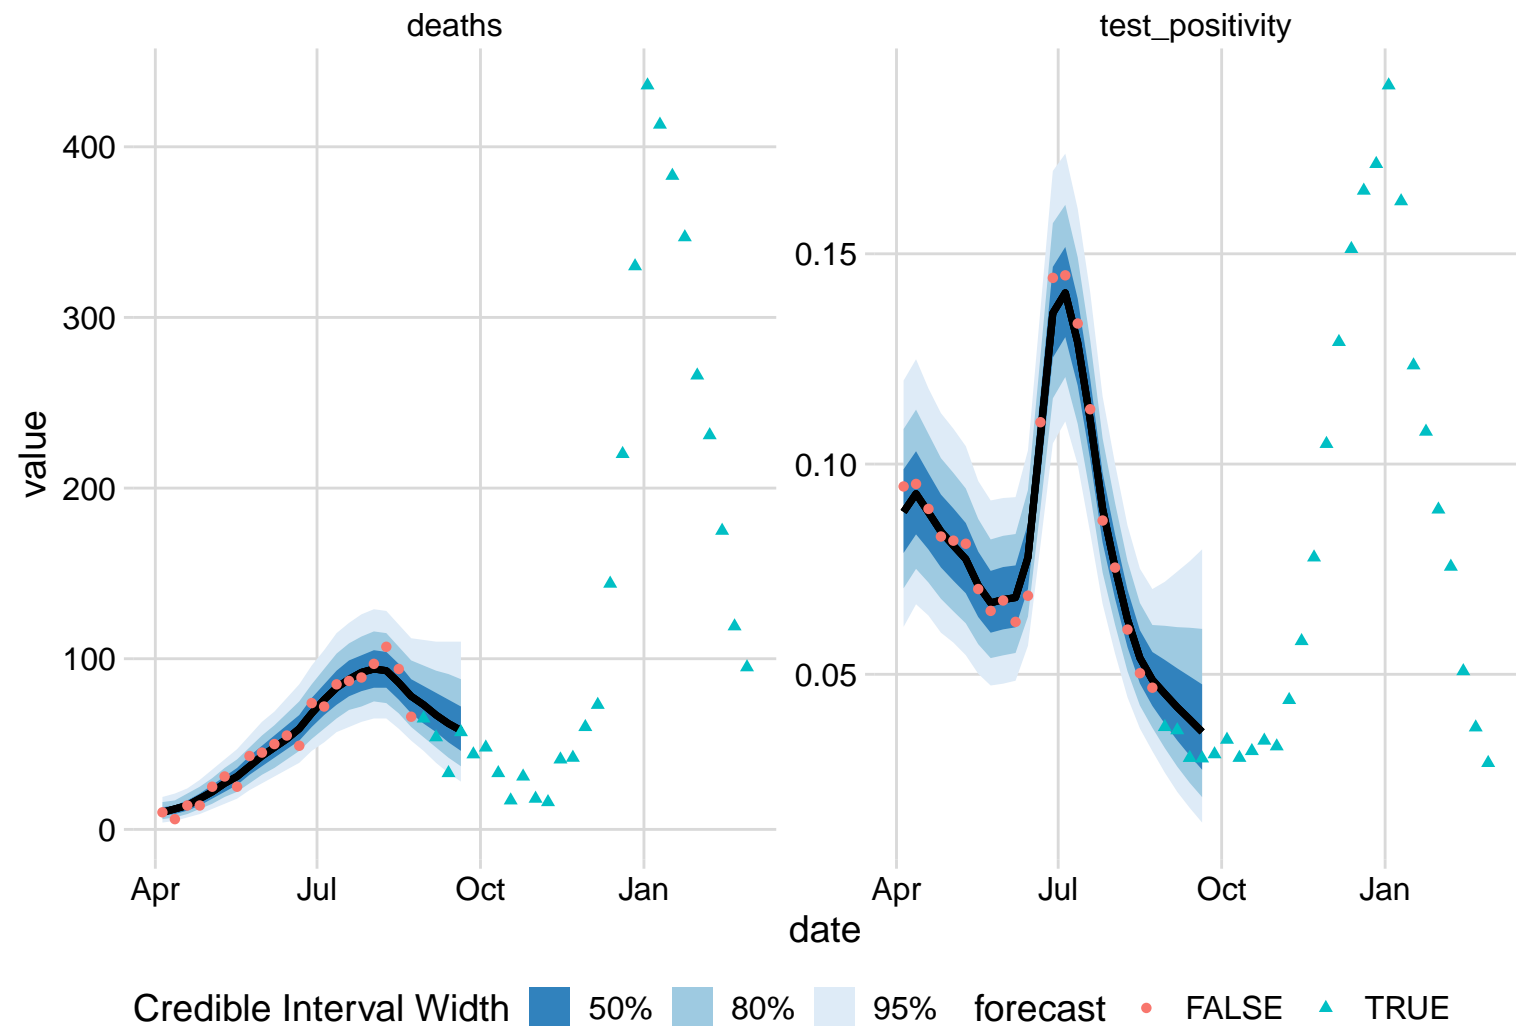 deaths
test_positivity
value
400
300
200
100
0
0.15
0.10
0.05
Apr
Jul
Oct
Jan
Apr
Jul
Oct
Jan
date
Credible Interval Width 50% 80% 95% forecast FALSE TRUE